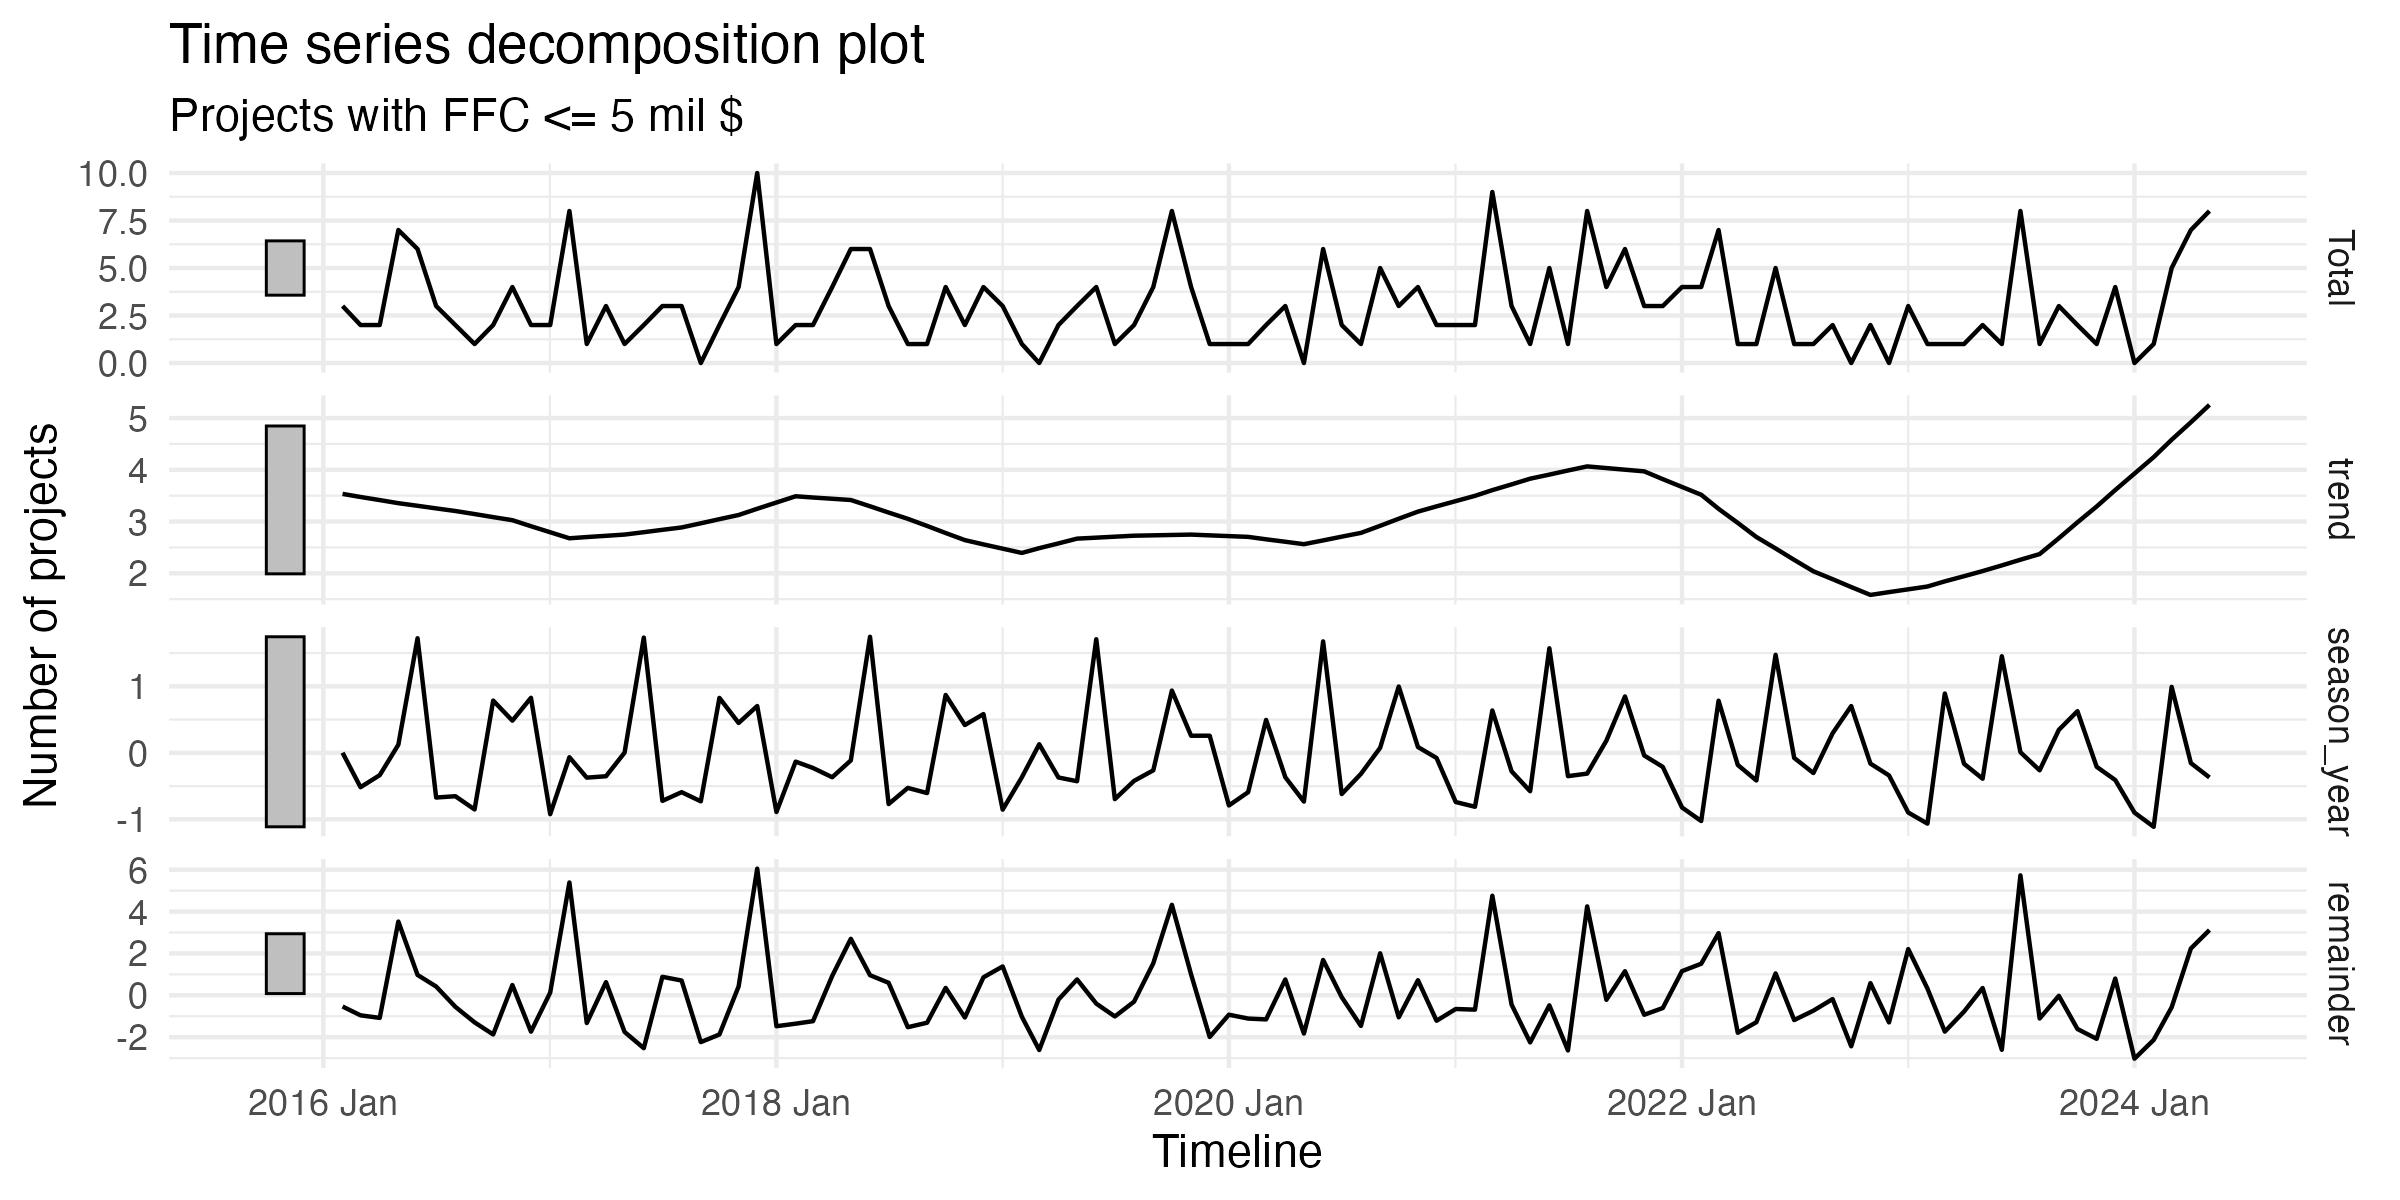 Time series decomposition plot
Projects with FFC <= 5 mil $
Number of projects
10.0
7.5
5.0
2.5
0.0
Total
5
4
3
2
trend
1
0
-1
season_year
6
4
2
0
-2
remainder
2016 Jan 2018 Jan 2020 Jan 2022 Jan 2024 Jan
Timeline